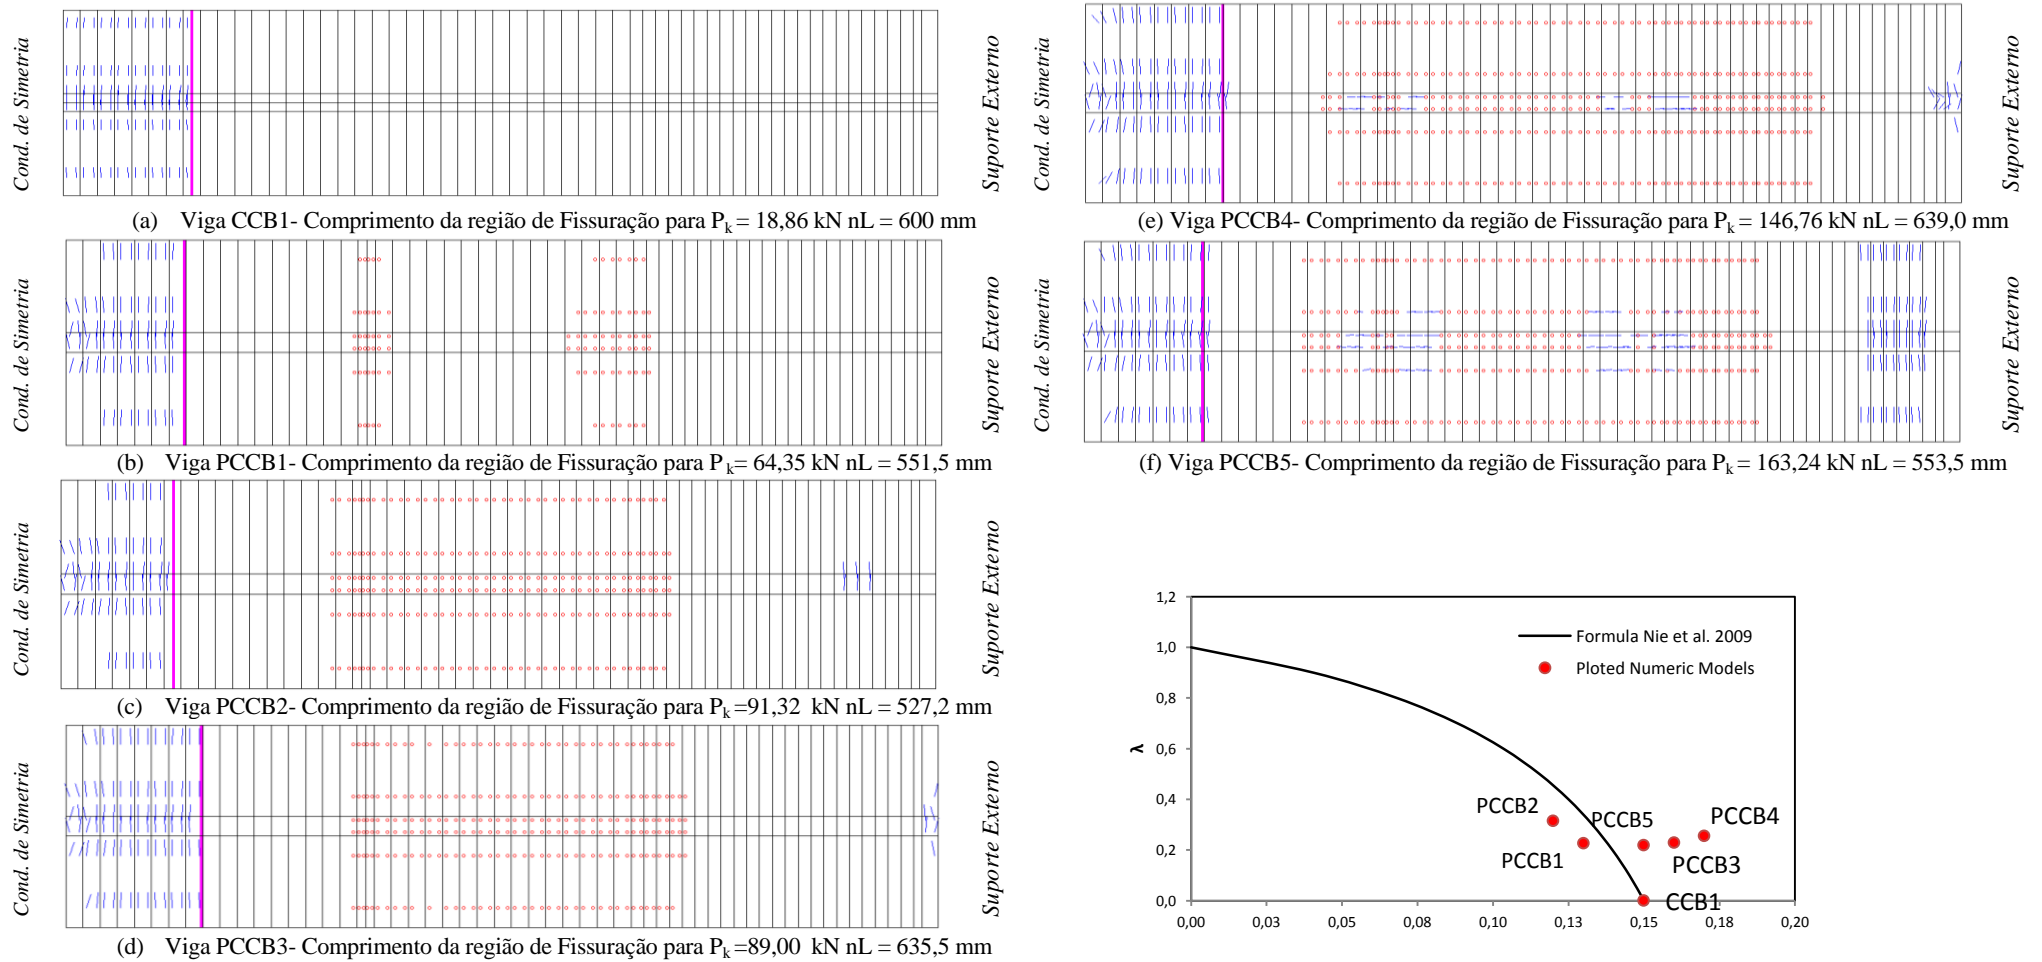 Cond. de Simetria
Suporte Externo
(a) Viga CCB1- Comprimento da região de Fissuração para Pk = 18,86 kN nL = 600 mm
Cond. de Simetria
Suporte Externo
(b) Viga PCCB1- Comprimento da região de Fissuração para Pk= 64,35 kN nL = 551,5 mm
Cond. de Simetria
Suporte Externo
(c) Viga PCCB2- Comprimento da região de Fissuração para Pk =91,32 kN nL = 527,2 mm
Cond. de Simetria
Suporte Externo
(d) Viga PCCB3- Comprimento da região de Fissuração para Pk =89,00 kN nL = 635,5 mm
Cond. de Simetria
Suporte Externo
(e) Viga PCCB4- Comprimento da região de Fissuração para Pk = 146,76 kN nL = 639,0 mm
Cond. de Simetria
Suporte Externo
(f) Viga PCCB5- Comprimento da região de Fissuração para Pk = 163,24 kN nL = 553,5 mm
1,2
1,0
0,8
0,6
0,4
0,2
0,0
λ
Formula Nie et al. 2009
Ploted Numeric Models
PCCB2
PCCB5
PCCB4
PCCB1
PCCB3
CCB1
0,00 0,03 0,05 0,08 0,10 0,13 0,15 0,18 0,20